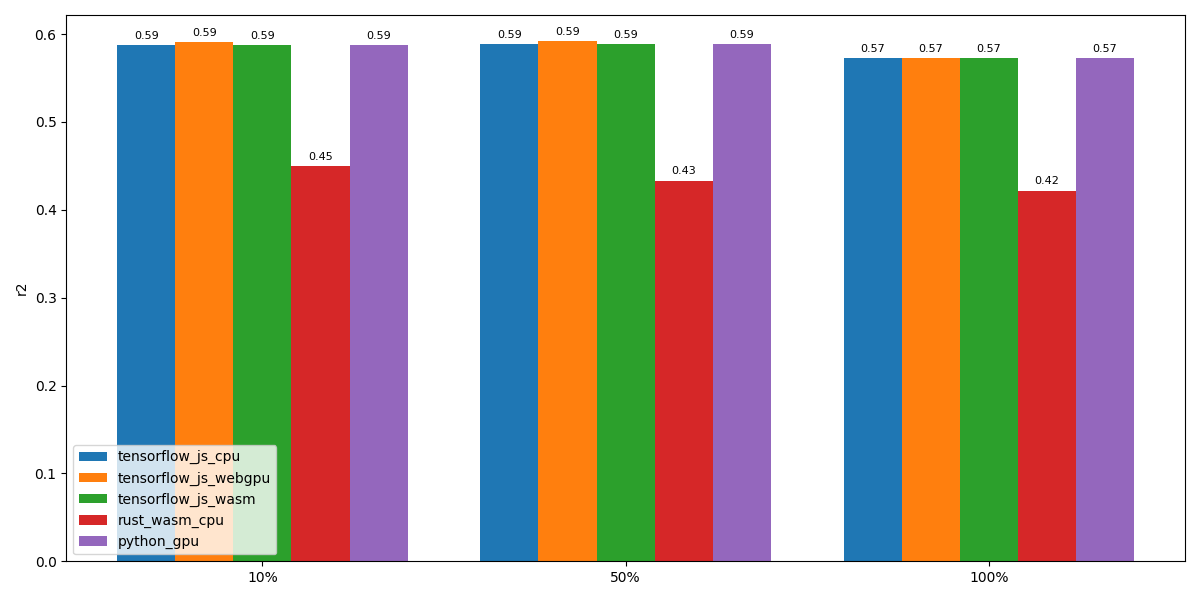 0.6
0.5
0.4
0.3
0.2
0.1
0.0
r2
0.59 0.59 0.59 0.45 0.59
0.59 0.59 0.59 0.43 0.59
0.57 0.57 0.57 0.42 0.57
tensorflow_js_cpu
tensorflow_js_webgpu
tensorflow_js_wasm
rust_wasm_cpu
python_gpu
10% 50% 100%